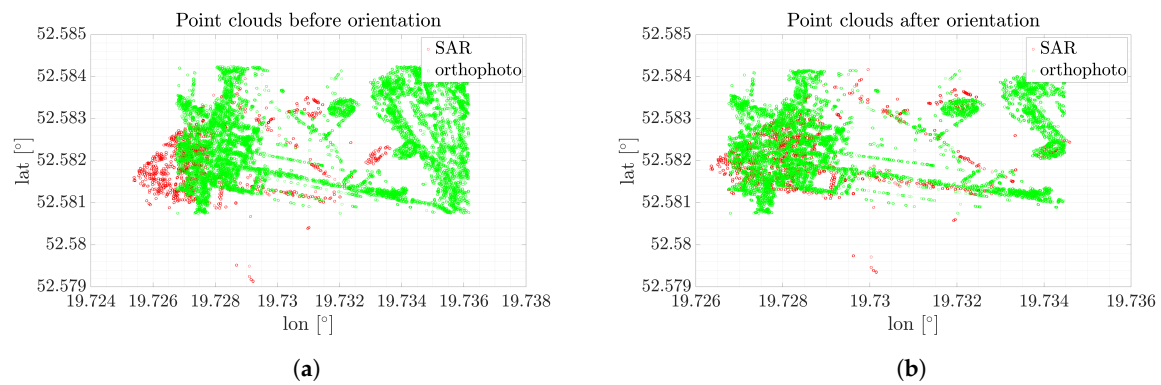 Point clouds before orientation
52.585
52.584
52.583
52.582
52.581
52.58
52.579
lat [°]
SAR
orthophoto
19.724 19.726 19.728 19.73 19.732 19.734 19.736 19.738
lon [°]
(a)
Point clouds after orientation
52.585
52.584
52.583
52.582
52.581
52.58
52.579
lat [°]
SAR
orthophoto
19.726 19.728 19.73 19.732 19.734 19.736
lon [°]
(b)